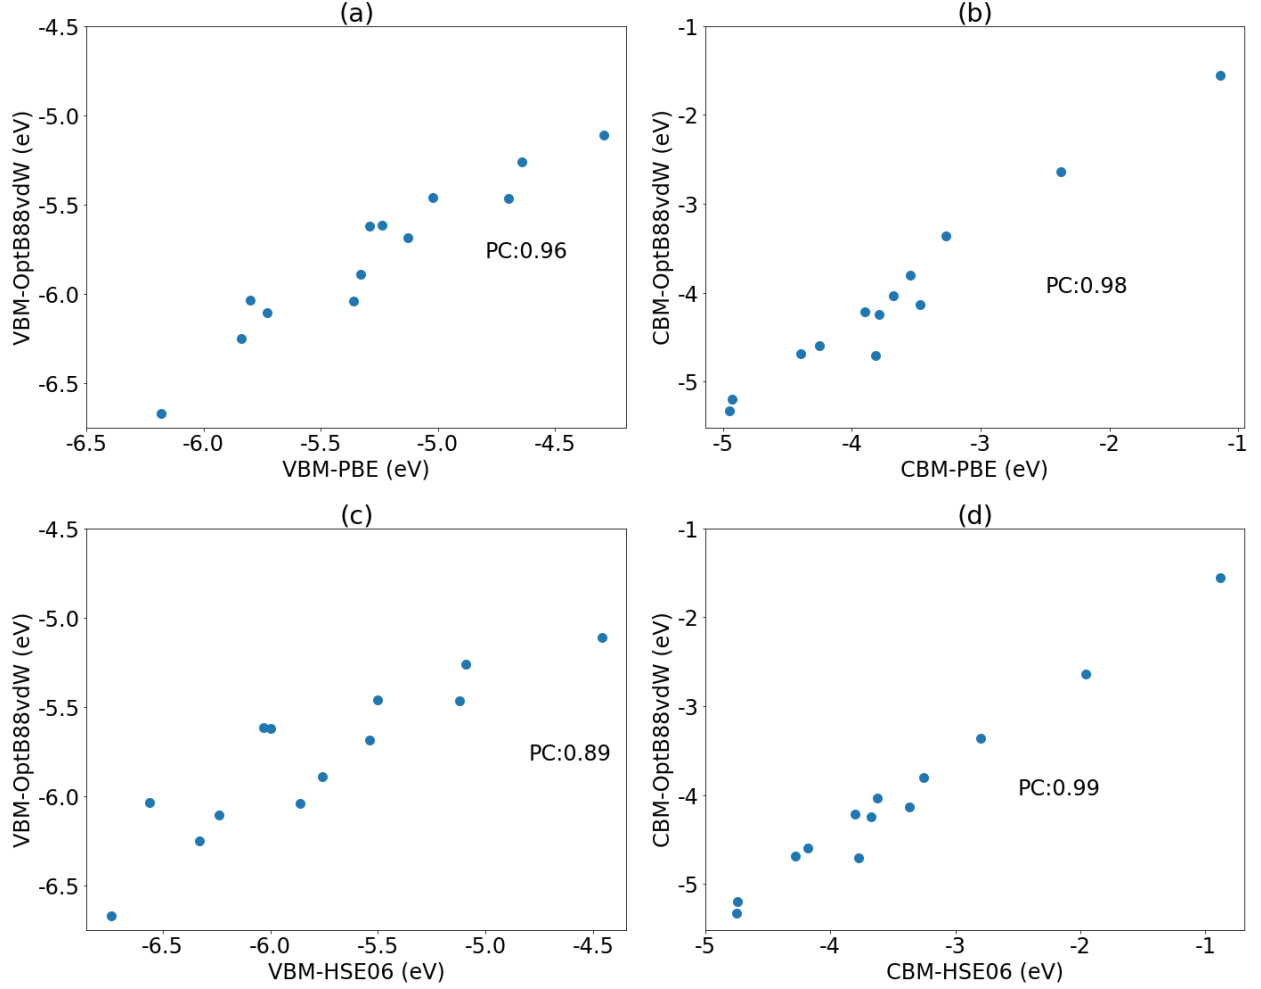 (a)
-4.5
-5.0
-5.5
-6.0
-6.5
VBM-OptB88vdW (eV)
PC:0.96
-6.5 -6.0 -5.5 -5.0 -4.5
VBM-PBE (eV)
(b)
-1
-2
-3
-4
-5
CBM-OptB88vdW (eV)
PC:0.98
-5 -4 -3 -2 -1
CBM-PBE (eV)
(c)
-4.5
-5.0
-5.5
-6.0
-6.5
VBM-OptB88vdW (eV)
PC:0.89
-6.5 -6.0 -5.5 -5.0 -4.5
VBM-HSE06 (eV)
(d)
-1
-2
-3
-4
-5
CBM-OptB88vdW (eV)
PC:0.99
-5 -4 -3 -2 -1
CBM-HSE06 (eV)